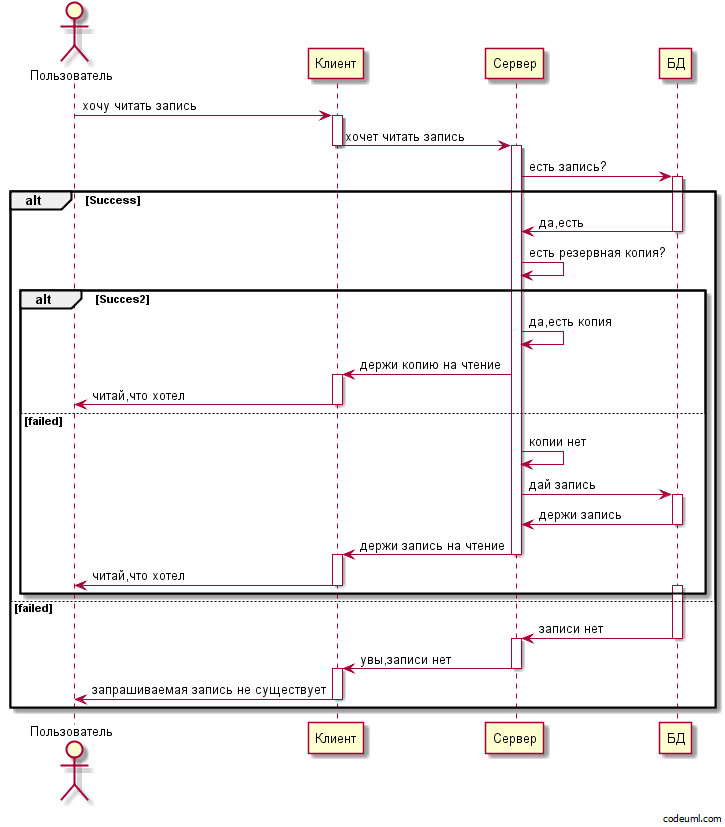 Пользователь
Клиент
Сервер
БД
хочу читать запись
хочет читать запись
есть запись?
alt
[Success]
да,есть
есть резервная копия?
alt
[Succes2]
да,есть копия
держи копию на чтение
читай,что хотел
[failed]
копии нет
дай запись
держи запись
держи запись на чтение
читай,что хотел
[failed]
записи нет
увы,записи нет
запрашиваемая запись не существует
Пользователь
Клиент
Сервер
БД
codeuml.com